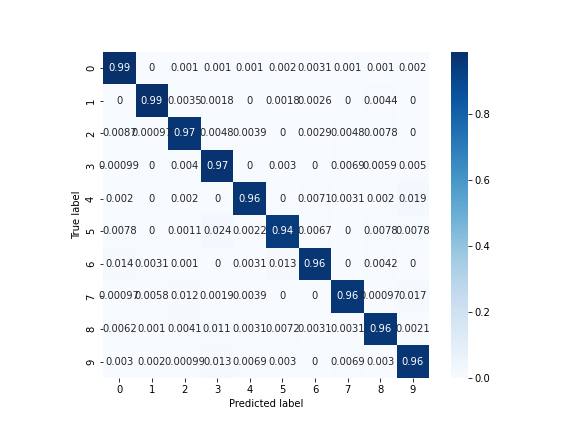 0 0.99 0 0.001 0.001 0.001 0.002 0.0031 0.001 0.001 0.002
1 0 0.99 0.0035 0.0018 0 0.0018 0.0026 0 0.0044 0
0.8
2 0.0087 0.97 0.0048 0.0039 0 0.0029 0.0048 0.0078 0
3 0.00099 0 0.004 0.97 0 0.003 0 0.0069 0.0059 0.005
0.6
4 0.002 0 0.002 0 0.96 0 0.0071 0.0031 0.002 0.019
True label
5 0.0078 0 0.0011 0.024 0.0022 0.94 0.0067 0 0.0078 0.0078
0.4
6 0.014 0.0031 0.001 0 0.0031 0.013 0.96 0 0.0042 0
7 0.00097 0.0058 0.012 0.0019 0.0039 0 0 0.96 0.00097 0.017
0.2
8 0.0062 0.001 0.0041 0.011 0.0031 0.0072 0.0031 0.0031 0.96 0.0021
9 0.003 0.002 0.00099 0.013 0.0069 0.003 0 0.0069 0.003 0.96
0.0
0 1 2 3 4 5 6 7 8 9
Predicted label